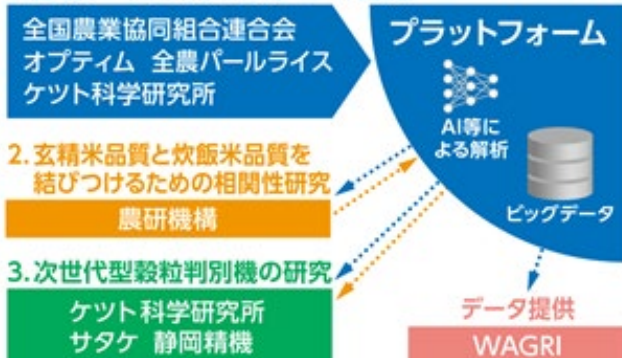 全国農業協同組合連合会
オプティム 全農パールライス
ケツト科学研究所
プラットフォーム
AI等に
よる解析
ビッグデータ
2.玄精米品質と炊飯米品質を
結びつけるための相関性研究
農研機構
3.次世代型穀粒判別機の研究
ケツト科学研究所
サタケ 静岡精機
データ提供
WAGRI